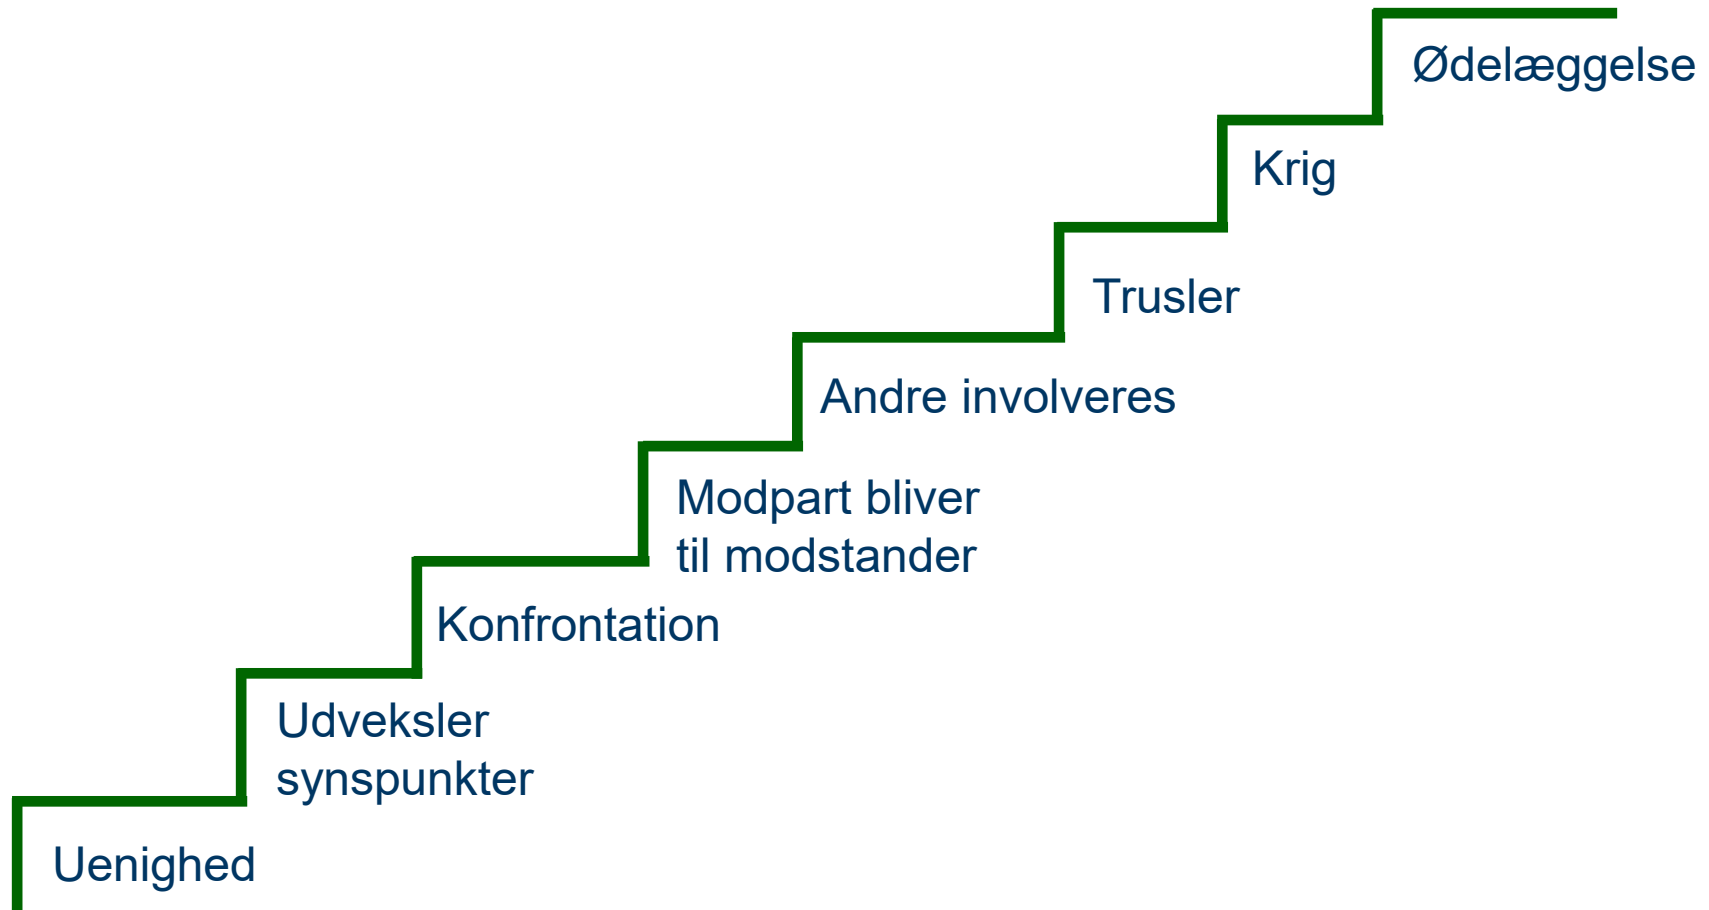 Ødelæggelse
Krig
Trusler
Andre involveres
Modpart bliver
til modstander
Konfrontation
Udveksler
synspunkter
Uenighed